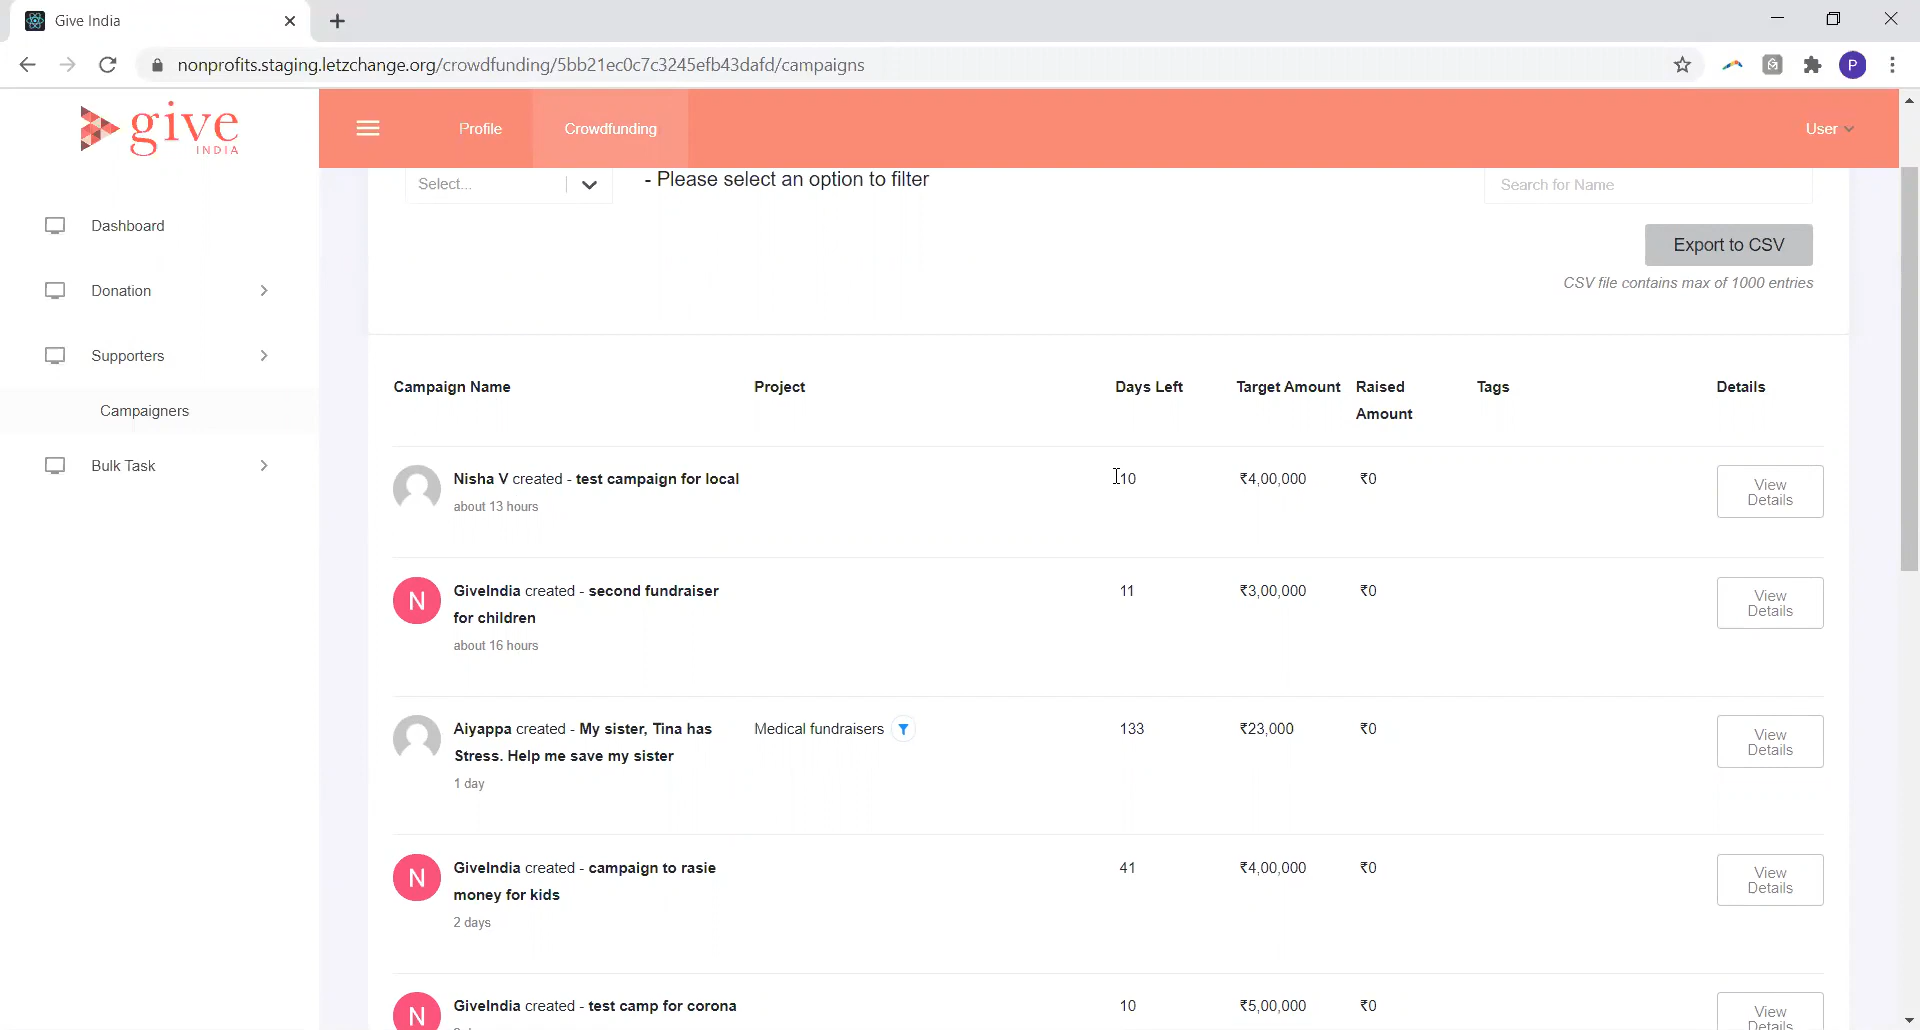 Give India
nonprofits.staging.letzchange.org/crowdfunding/5bb21ec0c7c3245efb43dafd/campaigns
P
give
INDIA
Profile
Crowdfunding
User
Select...
- Please select an option to filter
Search for Name
Dashboard
Donation
Supporters
Campaigners
Bulk Task
Export to CSV
CSV file contains max of 1000 entries
Campaign Name
Project
Days Left
Target Amount
Raised
Amount
Tags
Details
Nisha V created - test campaign for local
about 13 hours
10
₹4,00,000
₹0
View
Details
N
GiveIndia created - second fundraiser
for children
about 16 hours
11
₹3,00,000
₹0
View
Details
Aiyappa created - My sister, Tina has
Stress. Help me save my sister
1 day
Medical fundraisers
133
₹23,000
₹0
View
Details
N
GiveIndia created - campaign to rasie
money for kids
2 days
41
₹4,00,000
₹0
View
Details
N
GiveIndia created - test camp for corona
10
₹5,00,000
₹0
View
Details